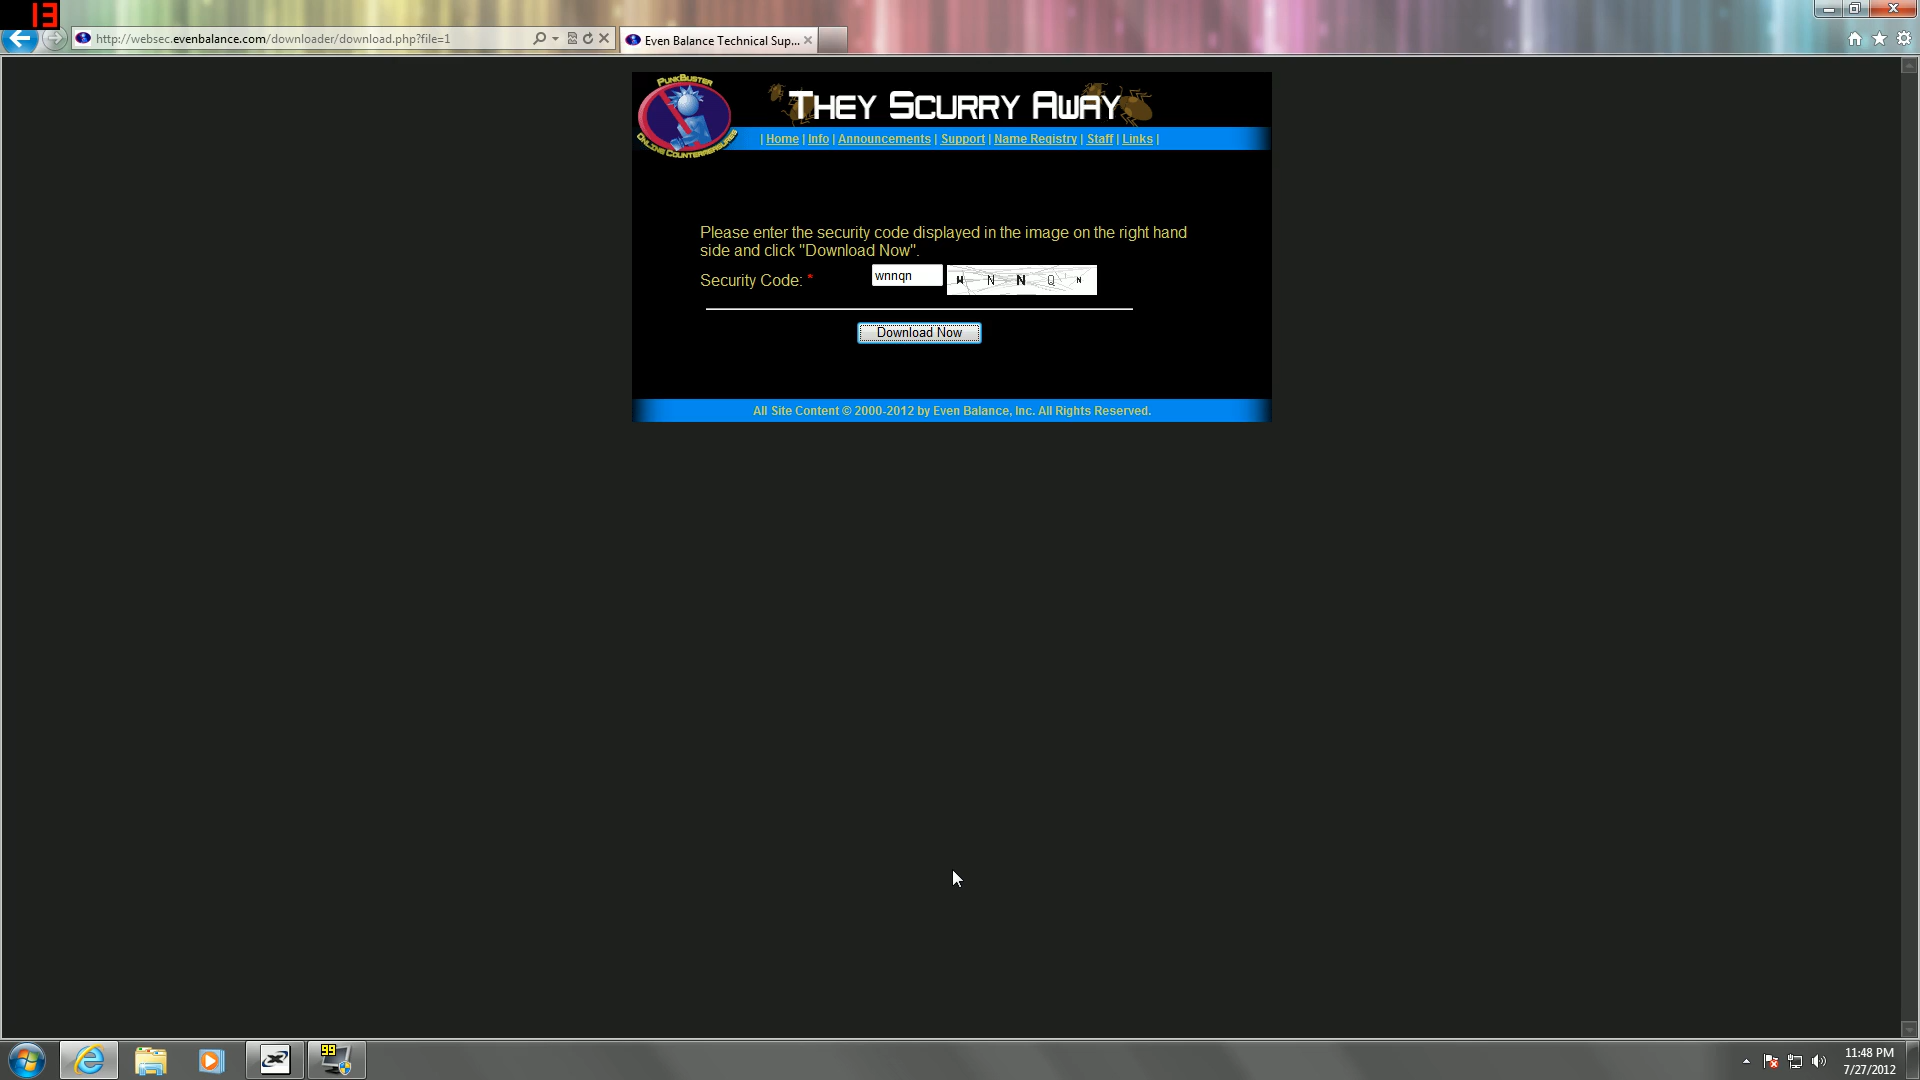 13
http://websec.evenbalance.com/downloader/download.php?file=1
Even Balance Technical Sup...
PUNKBUSTER
ONLINE COUNTERMEASURES
THEY SCURRY AWAY
| Home | Info | Announcements | Support | Name Registry | Staff | Links |
Please enter the security code displayed in the image on the right hand
side and click "Download Now".
Security Code: *
wnnqn
W N N Q N
Download Now
All Site Content © 2000-2012 by Even Balance, Inc. All Rights Reserved.
99
11:48 PM
7/27/2012